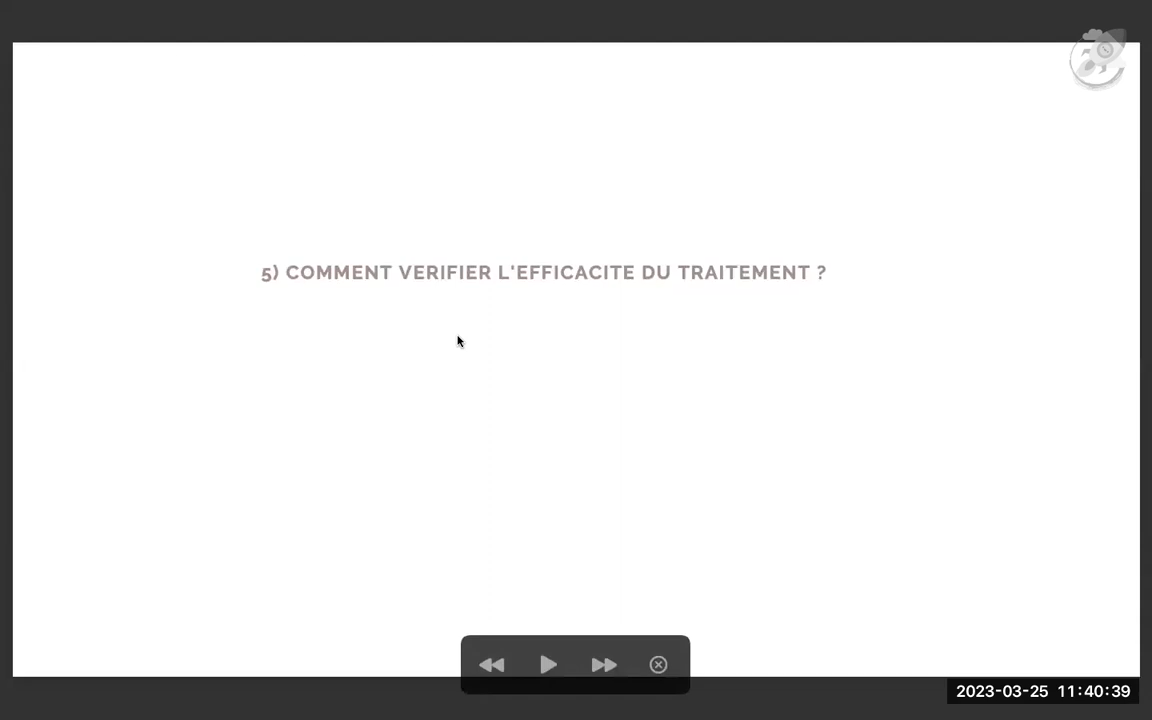 5) COMMENT VERIFIER L'EFFICACITE DU TRAITEMENT ?
2023-03-25 11:40:39